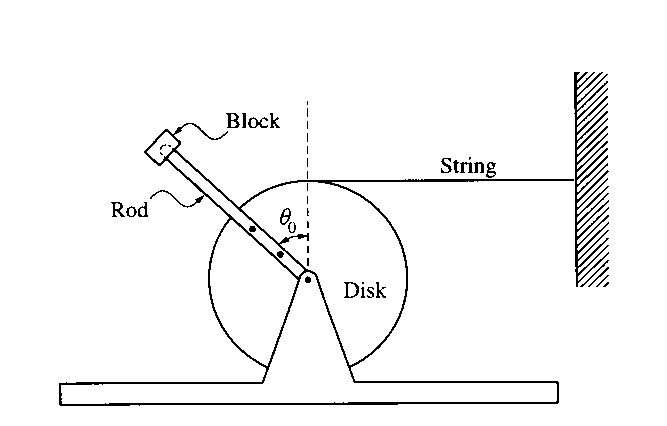 Block
String
Rod
θ₀
Disk